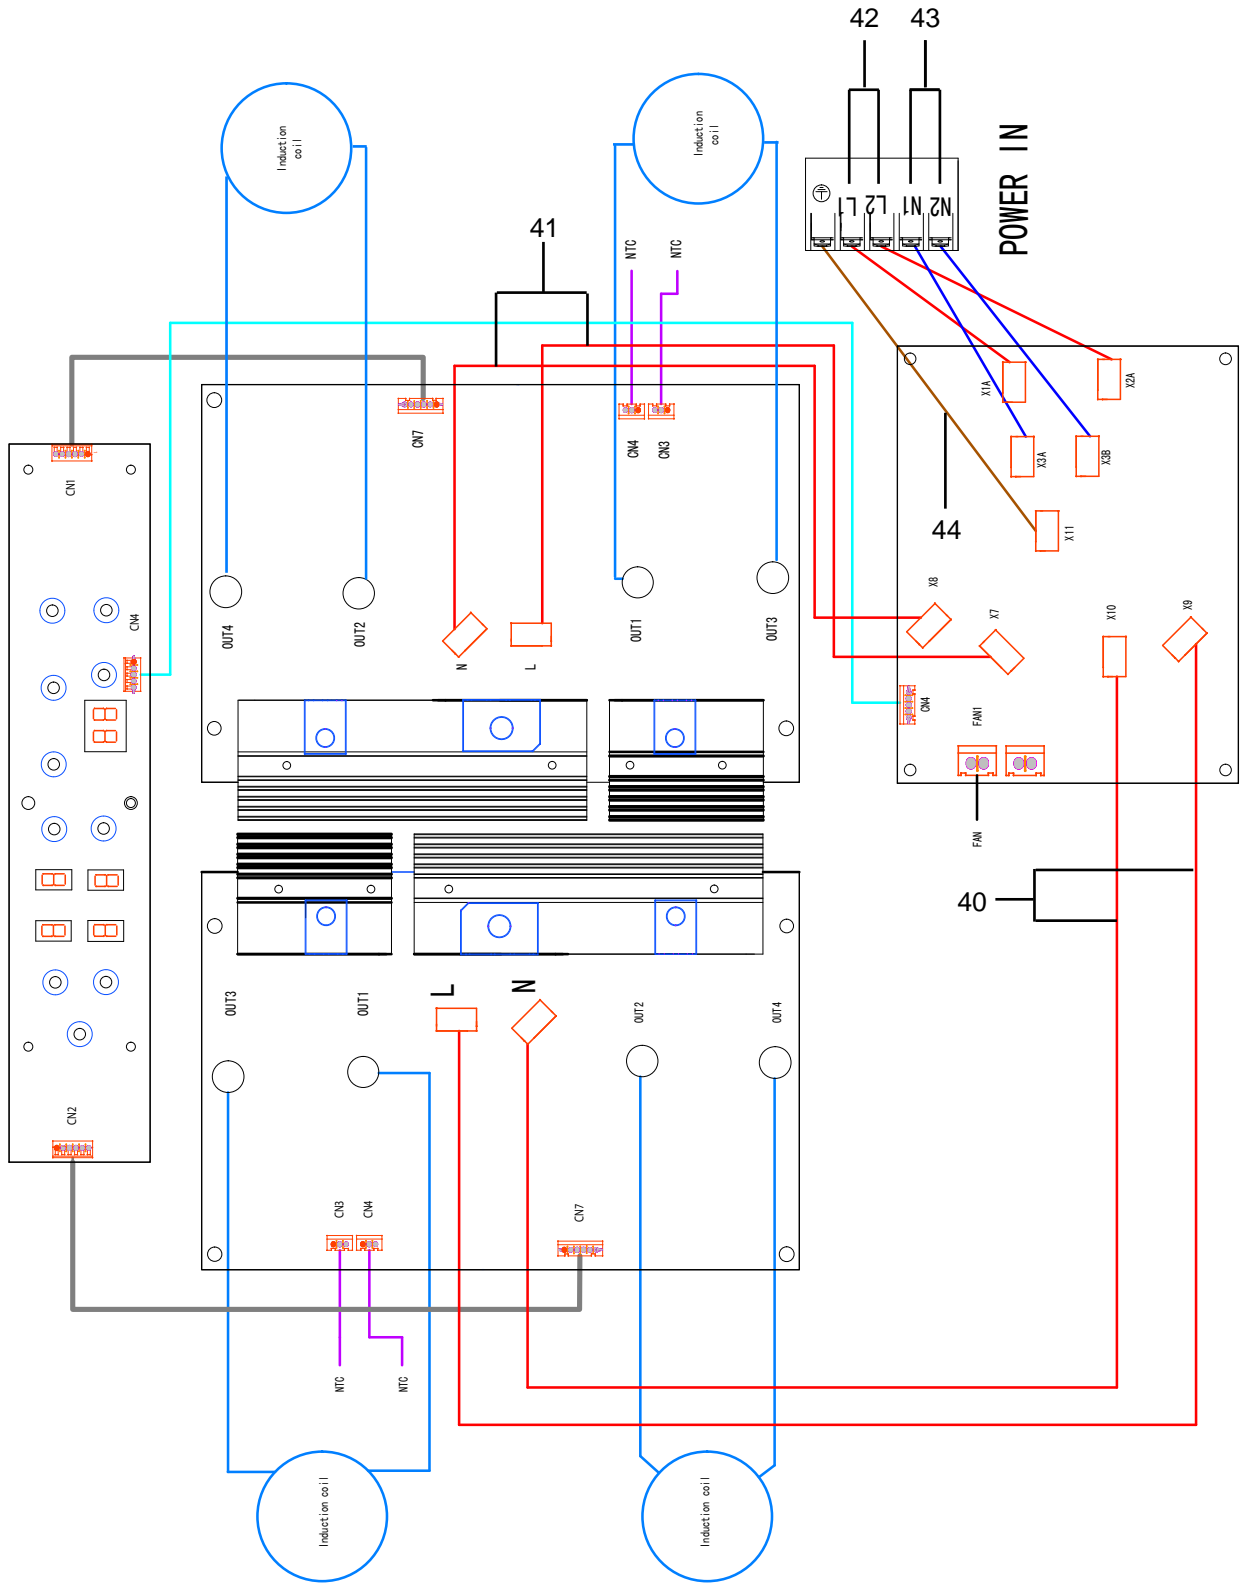 42
43
Induction
coil
Induction
coil
POWER IN
L1
L2
N1
N2
41
NTC
NTC
X1A
X2A
CN7
CN4
CN3
X3A
X3B
CN1
44
X11
X8
X7
X10
X9
CN4
OUT4
OUT2
N
L
OUT1
OUT3
CN4
FAN1
FAN
40
OUT3
OUT1
L
N
OUT2
OUT4
CN2
CN3
CN4
CN7
NTC
NTC
Induction coil
Induction coil